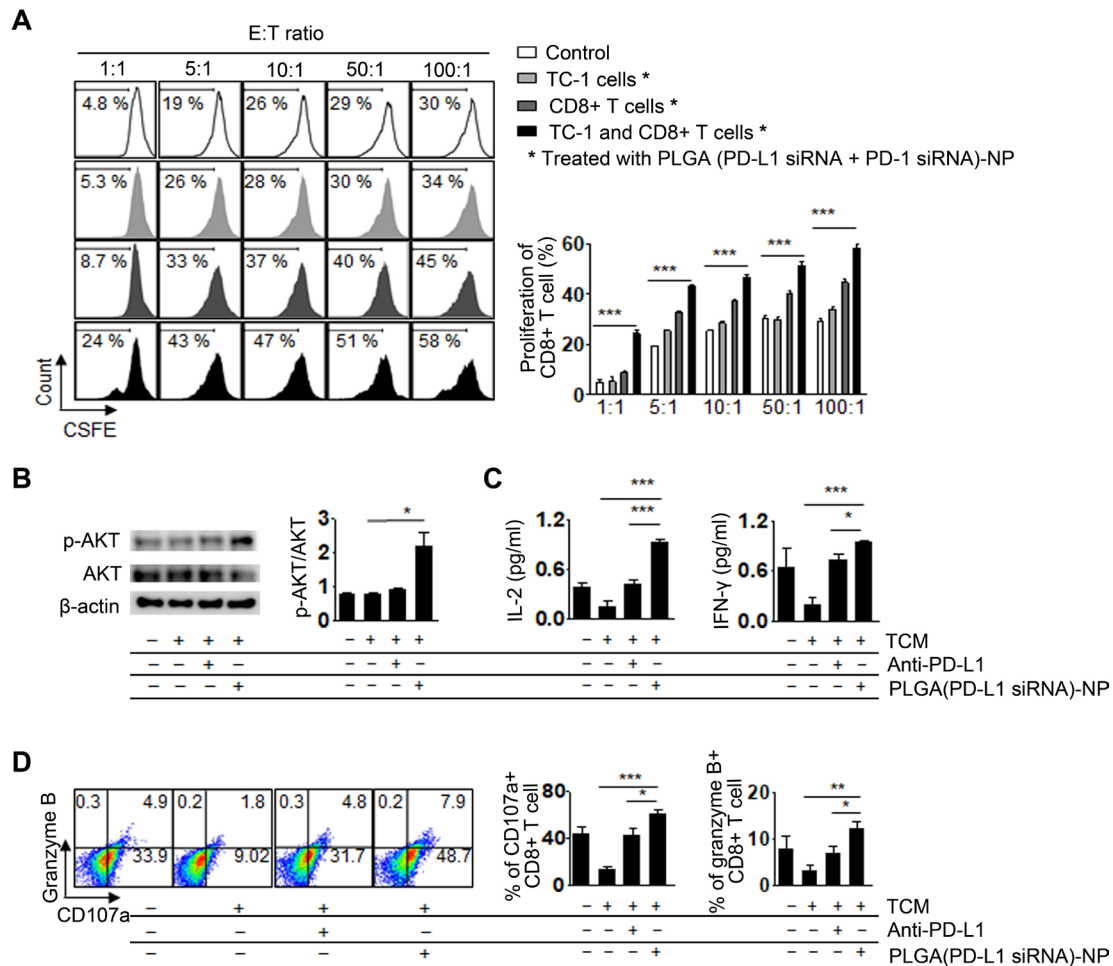 A
E:T ratio
1:1 5:1 10:1 50:1 100:1
4.8 % 19 % 26 % 29 % 30 %
5.3 % 26 % 28 % 30 % 34 %
8.7 % 33 % 37 % 40 % 45 %
24 % 43 % 47 % 51 % 58 %
Count
CSFE
Control
TC-1 cells *
CD8+ T cells *
TC-1 and CD8+ T cells *
* Treated with PLGA (PD-L1 siRNA + PD-1 siRNA)-NP
Proliferation of
CD8+ T cell (%)
60
40
20
0
*** *** *** *** ***
1:1 5:1 10:1 50:1 100:1
B
p-AKT
AKT
β-actin
p-AKT/AKT
3
2
1
0
*
C
IL-2 (pg/ml)
1.2
0.6
0.0
***
***
IFN-γ (pg/ml)
1.2
0.6
0.0
***
*
− + + + − + + + − + + + − + + + TCM
− − + − − − + − − − + − − − + − Anti-PD-L1
− − − + − − − + − − − + − − − + PLGA(PD-L1 siRNA)-NP
D
Granzyme B
CD107a
0.3 4.9 0.2 1.8 0.3 4.8 0.2 7.9
33.9 9.02 31.7 48.7
% of CD107a+
CD8+ T cell
80
40
0
***
*
% of granzyme B+
CD8+ T cell
20
10
0
**
*
− + + + − + + + − + + + TCM
− − + − − − + − − − + − Anti-PD-L1
− − − + − − − + − − − + PLGA(PD-L1 siRNA)-NP